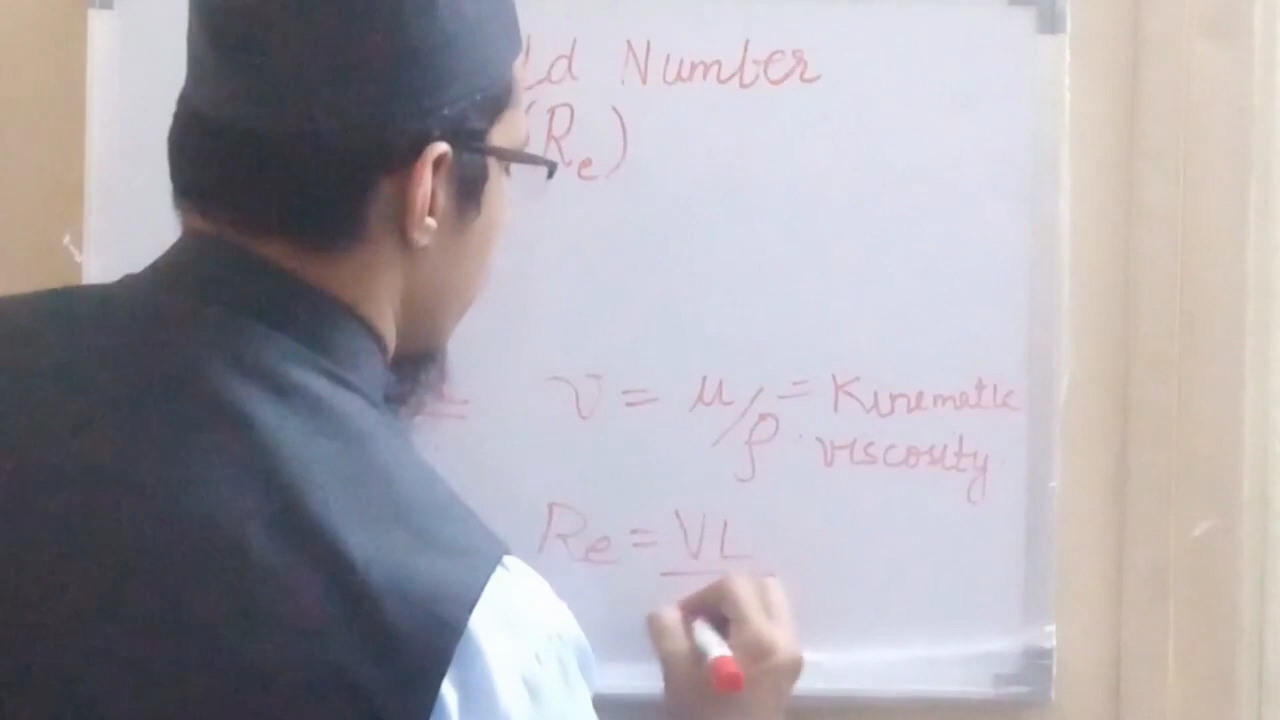 ld Number
(Re)
ν = μ/ρ = Kinematic
viscosity
Re = VL